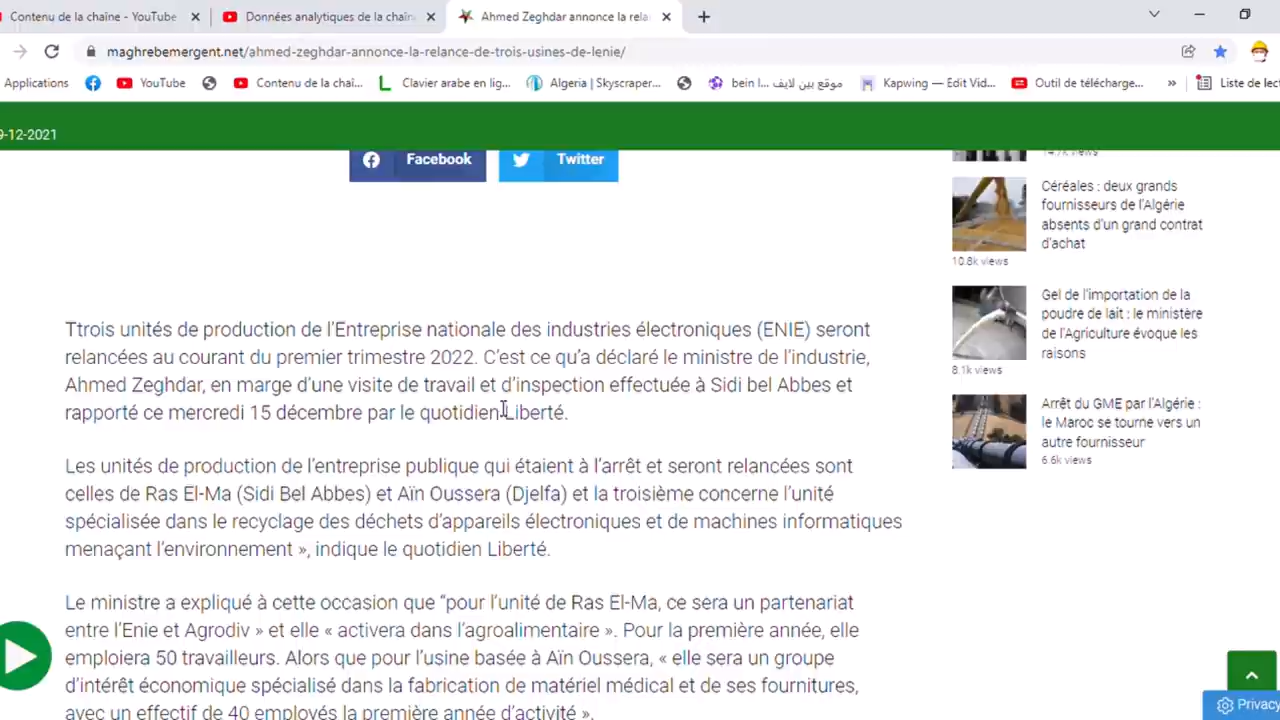 Contenu de la chaîne - YouTube
Données analytiques de la chaîn
Ahmed Zeghdar annonce la rela
maghrebemergent.net/ahmed-zeghdar-annonce-la-relance-de-trois-usines-de-lenie/
Applications
YouTube
Contenu de la chaî...
Clavier arabe en lig...
Algeria | Skyscraper...
bein l... موقع بين لايف
Kapwing — Edit Vid...
Outil de télécharge...
»
Liste de lect
9-12-2021
Facebook
Twitter
14.7k views
Céréales : deux grands
fournisseurs de l'Algérie
absents d'un grand contrat
d'achat
10.8k views
Gel de l'importation de la
poudre de lait : le ministère
de l'Agriculture évoque les
raisons
8.1k views
Arrêt du GME par l'Algérie :
le Maroc se tourne vers un
autre fournisseur
6.6k views
Ttrois unités de production de l'Entreprise nationale des industries électroniques (ENIE) seront
relancées au courant du premier trimestre 2022. C'est ce qu'a déclaré le ministre de l'industrie,
Ahmed Zeghdar, en marge d'une visite de travail et d'inspection effectuée à Sidi bel Abbes et
rapporté ce mercredi 15 décembre par le quotidien Liberté.
Les unités de production de l'entreprise publique qui étaient à l'arrêt et seront relancées sont
celles de Ras El-Ma (Sidi Bel Abbes) et Aïn Oussera (Djelfa) et la troisième concerne l'unité
spécialisée dans le recyclage des déchets d'appareils électroniques et de machines informatiques
menaçant l'environnement », indique le quotidien Liberté.
Le ministre a expliqué à cette occasion que “pour l'unité de Ras El-Ma, ce sera un partenariat
entre l'Enie et Agrodiv » et elle « activera dans l'agroalimentaire ». Pour la première année, elle
emploiera 50 travailleurs. Alors que pour l'usine basée à Aïn Oussera, « elle sera un groupe
d'intérêt économique spécialisé dans la fabrication de matériel médical et de ses fournitures,
avec un effectif de 40 employés la première année d'activité ».
Privacy